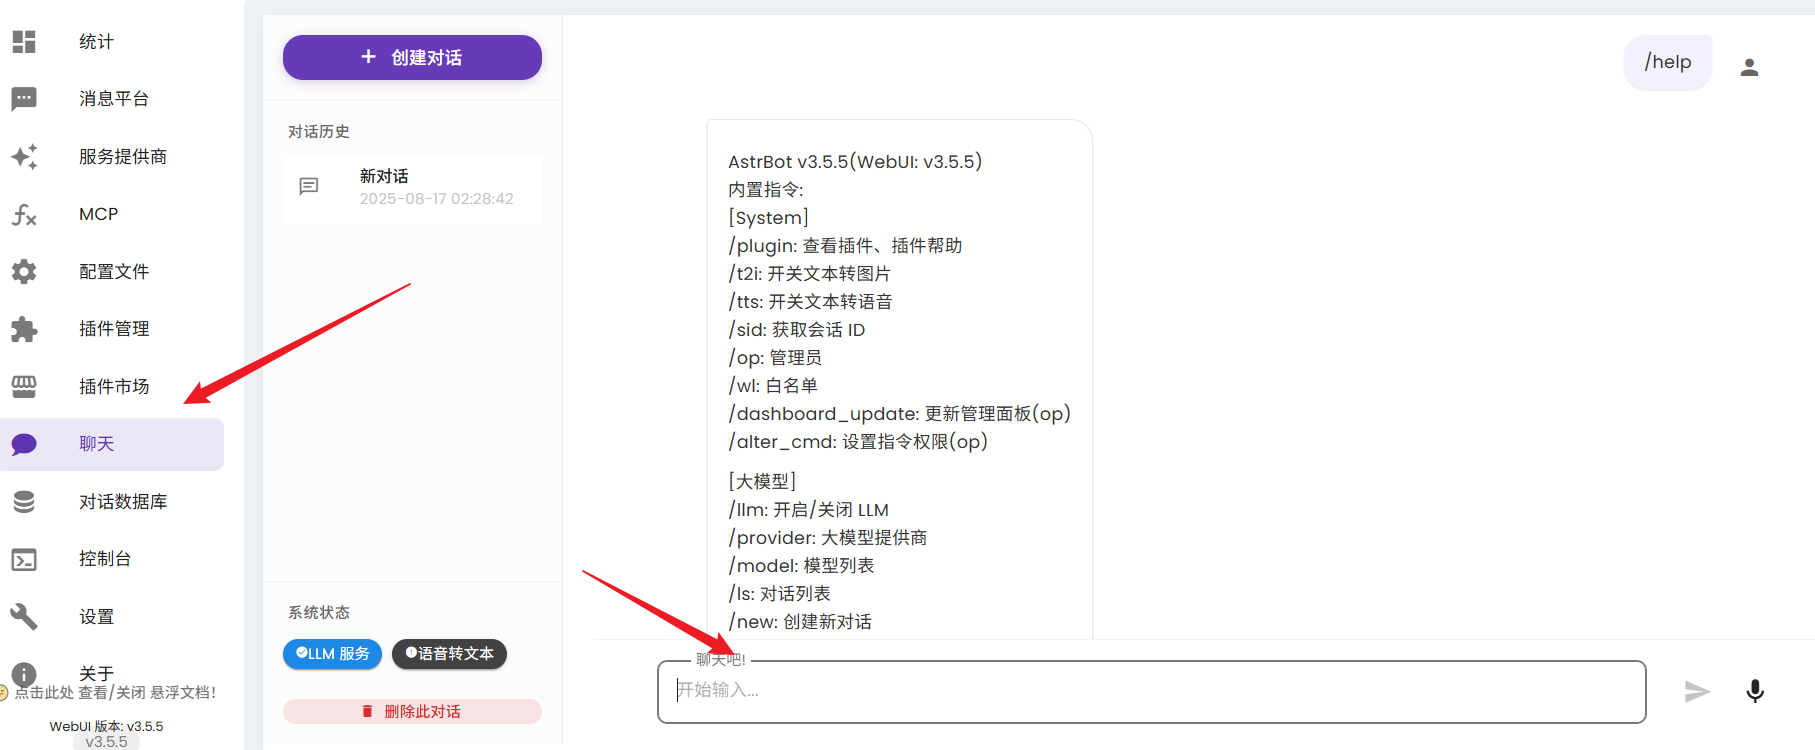 统计
消息平台
服务提供商
MCP
配置文件
插件管理
插件市场
聊天
对话数据库
控制台
设置
关于
点击此处 查看/关闭 悬浮文档!
WebUI 版本: v3.5.5
v3.5.5
+ 创建对话
对话历史
新对话
2025-08-17 02:28:42
系统状态
LLM 服务
语音转文本
删除此对话
/help
AstrBot v3.5.5(WebUI: v3.5.5)
内置指令:
[System]
/plugin: 查看插件、插件帮助
/t2i: 开关文本转图片
/tts: 开关文本转语音
/sid: 获取会话 ID
/op: 管理员
/wl: 白名单
/dashboard_update: 更新管理面板(op)
/alter_cmd: 设置指令权限(op)
[大模型]
/llm: 开启/关闭 LLM
/provider: 大模型提供商
/model: 模型列表
/ls: 对话列表
/new: 创建新对话
聊天吧!
开始输入...